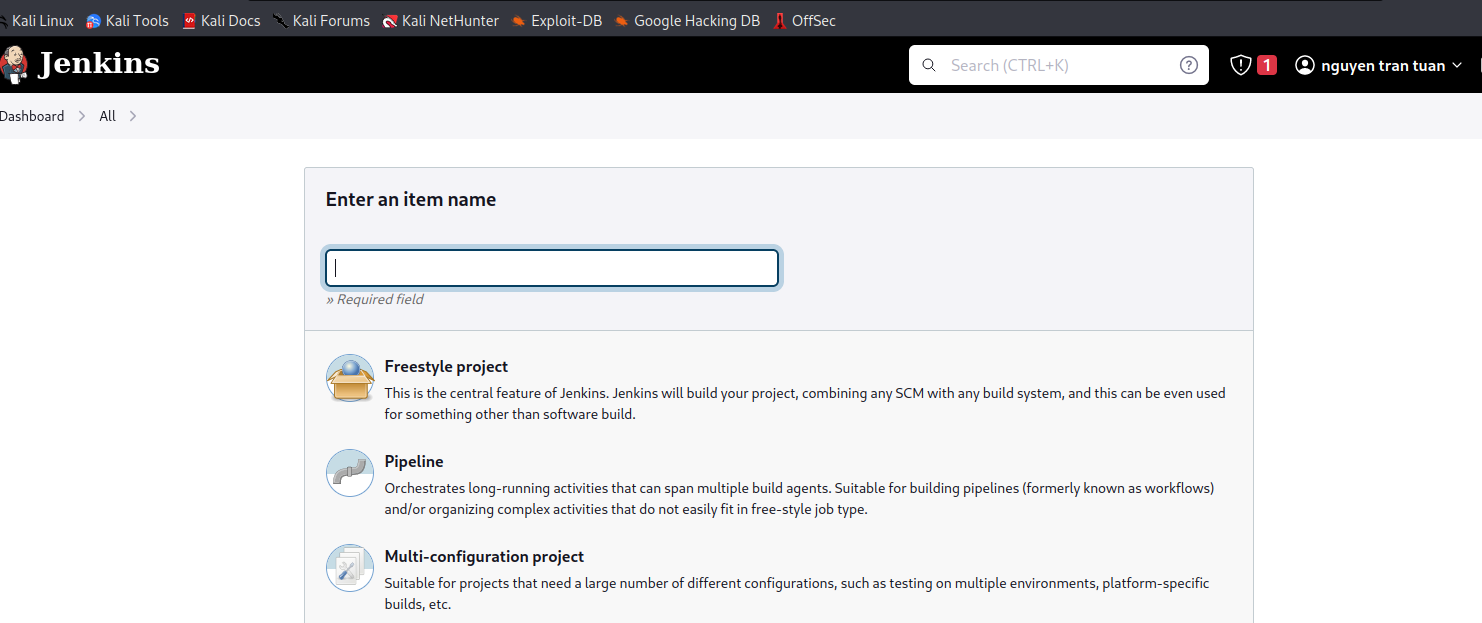 Kali Linux Kali Tools Kali Docs Kali Forums Kali NetHunter Exploit-DB Google Hacking DB OffSec
Jenkins Search (CTRL+K) ? 1 nguyen tran tuan
Dashboard All
Enter an item name
» Required field
Freestyle project
This is the central feature of Jenkins. Jenkins will build your project, combining any SCM with any build system, and this can be even used
for something other than software build.
Pipeline
Orchestrates long-running activities that can span multiple build agents. Suitable for building pipelines (formerly known as workflows)
and/or organizing complex activities that do not easily fit in free-style job type.
Multi-configuration project
Suitable for projects that need a large number of different configurations, such as testing on multiple environments, platform-specific
builds, etc.